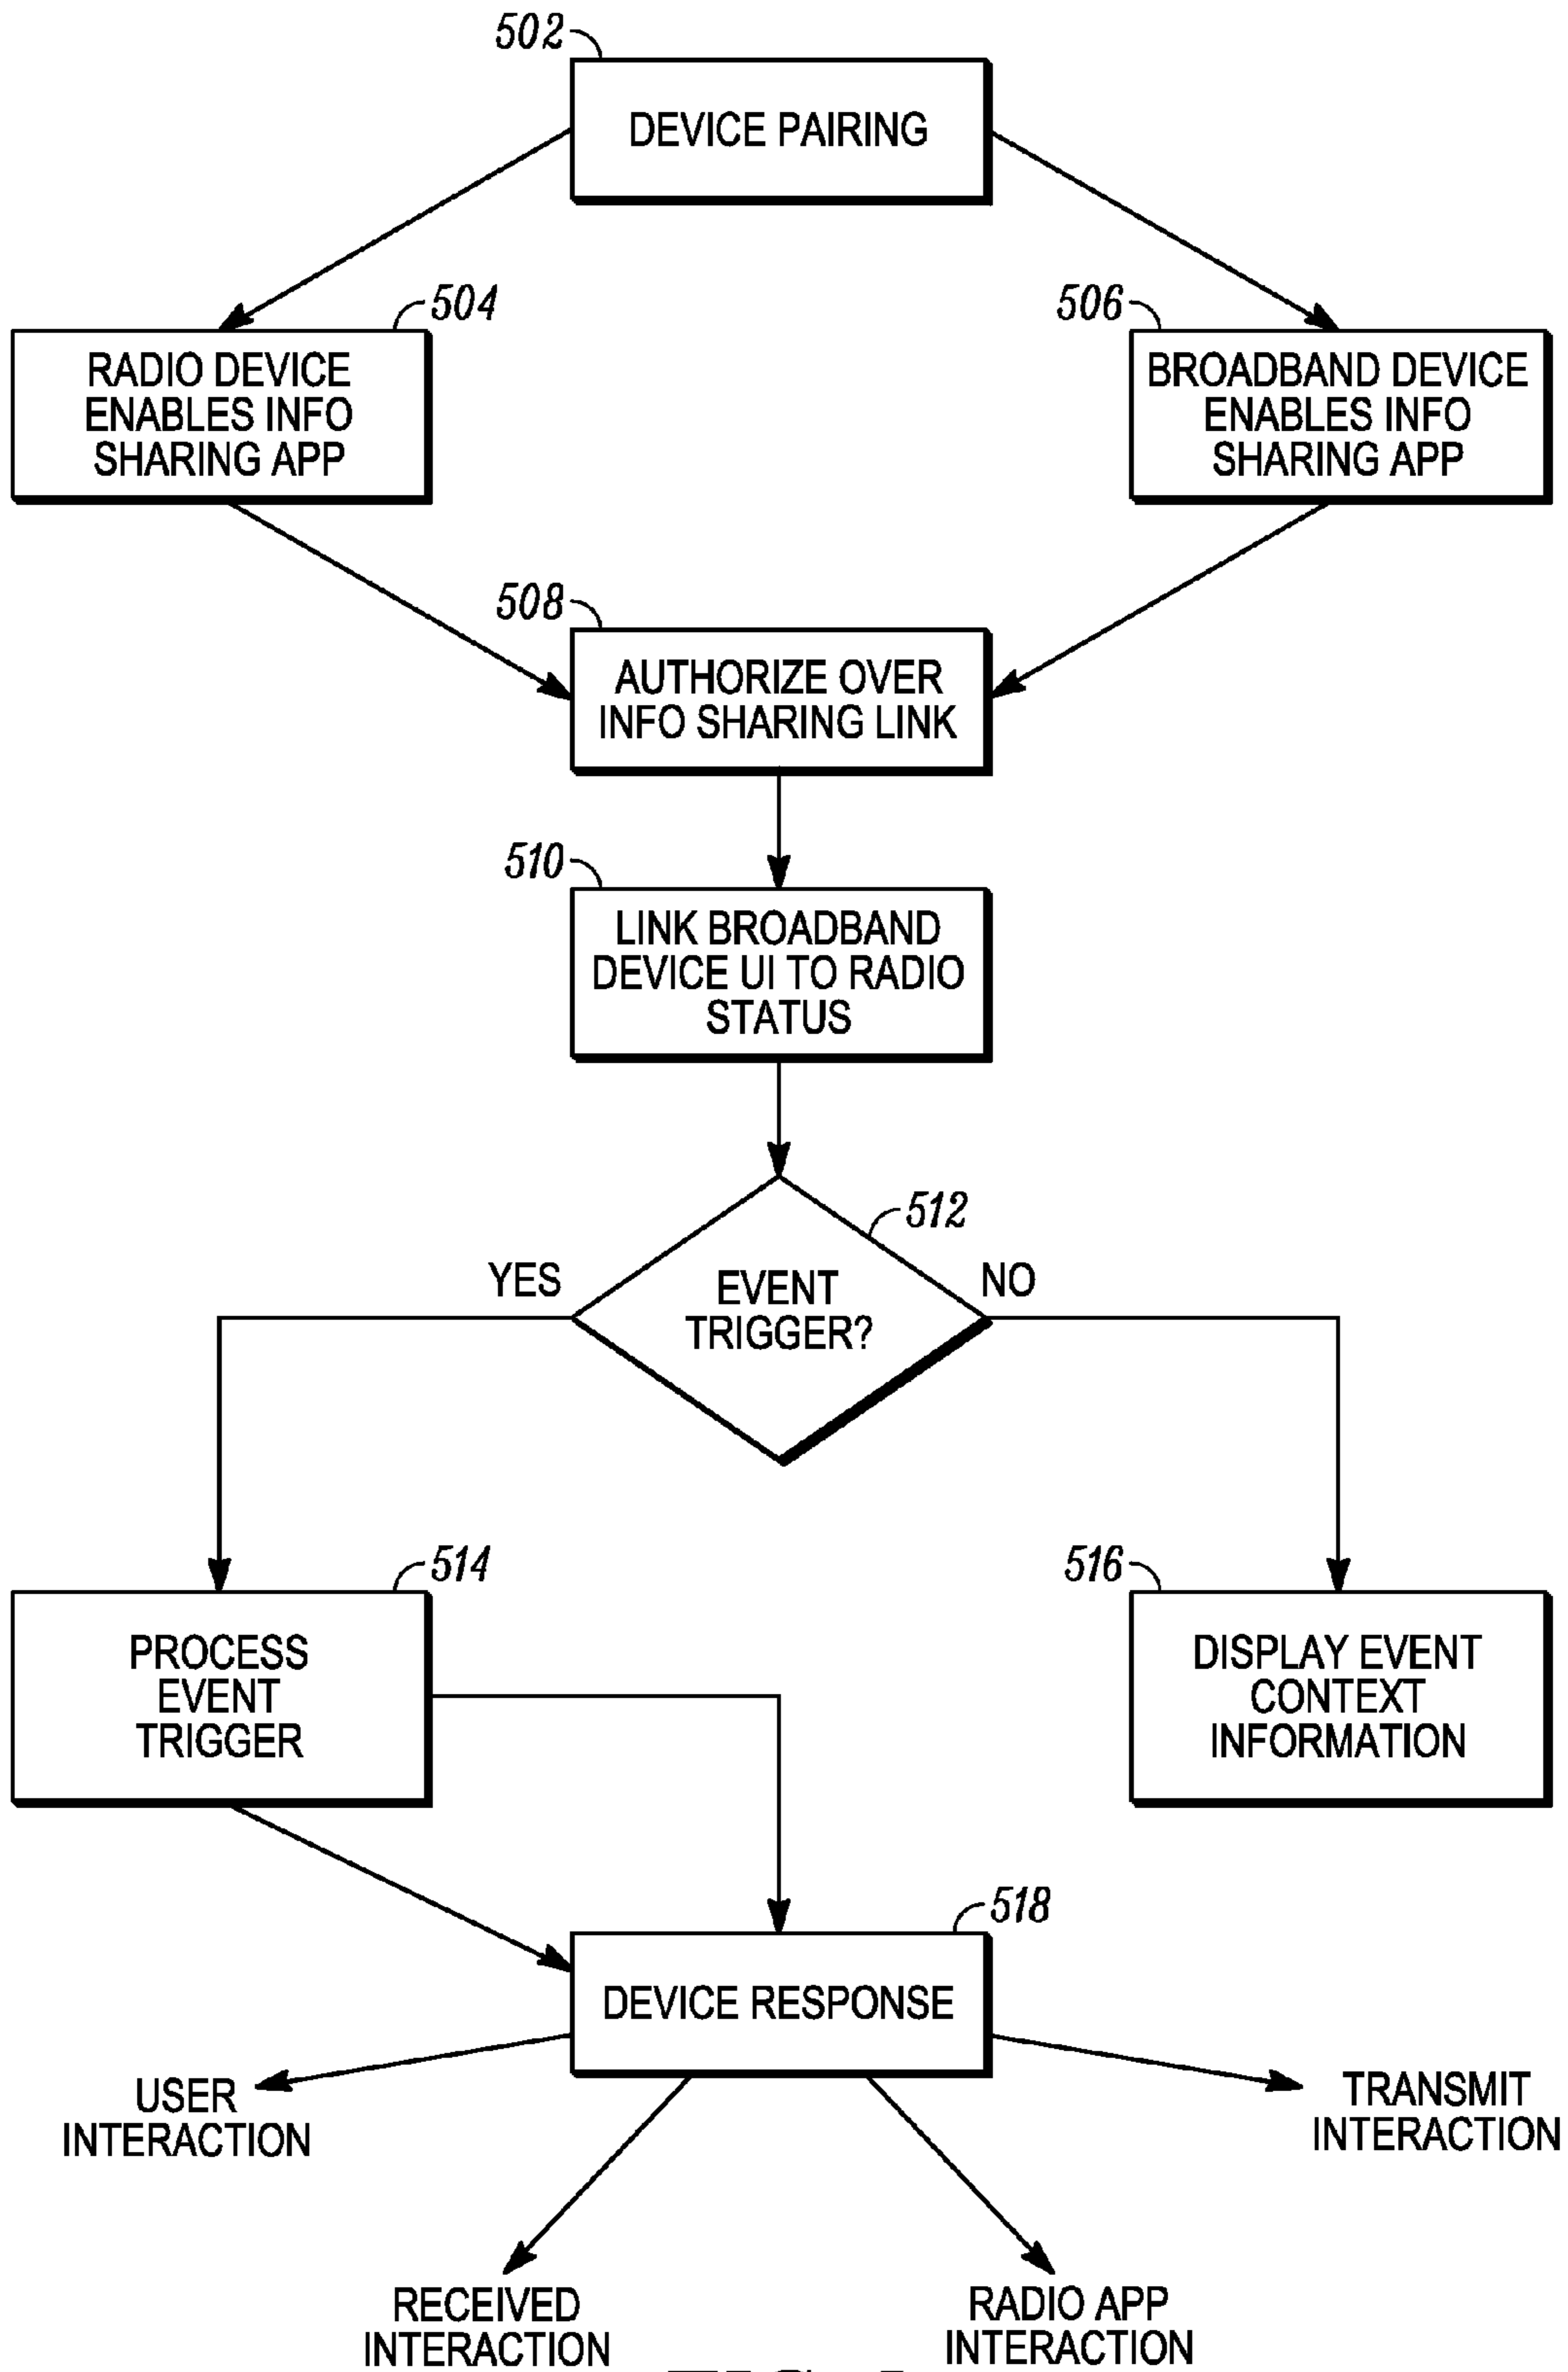 502
DEVICE PAIRING
504
506
RADIO DEVICE
ENABLES INFO
SHARING APP
BROADBAND DEVICE
ENABLES INFO
SHARING APP
508
AUTHORIZE OVER
INFO SHARING LINK
510
LINK BROADBAND
DEVICE UI TO RADIO
STATUS
512
YES
EVENT
TRIGGER?
NO
514
516
PROCESS
EVENT
TRIGGER
DISPLAY EVENT
CONTEXT
INFORMATION
518
DEVICE RESPONSE
USER
INTERACTION
TRANSMIT
INTERACTION
RECEIVED
INTERACTION
RADIO APP
INTERACTION